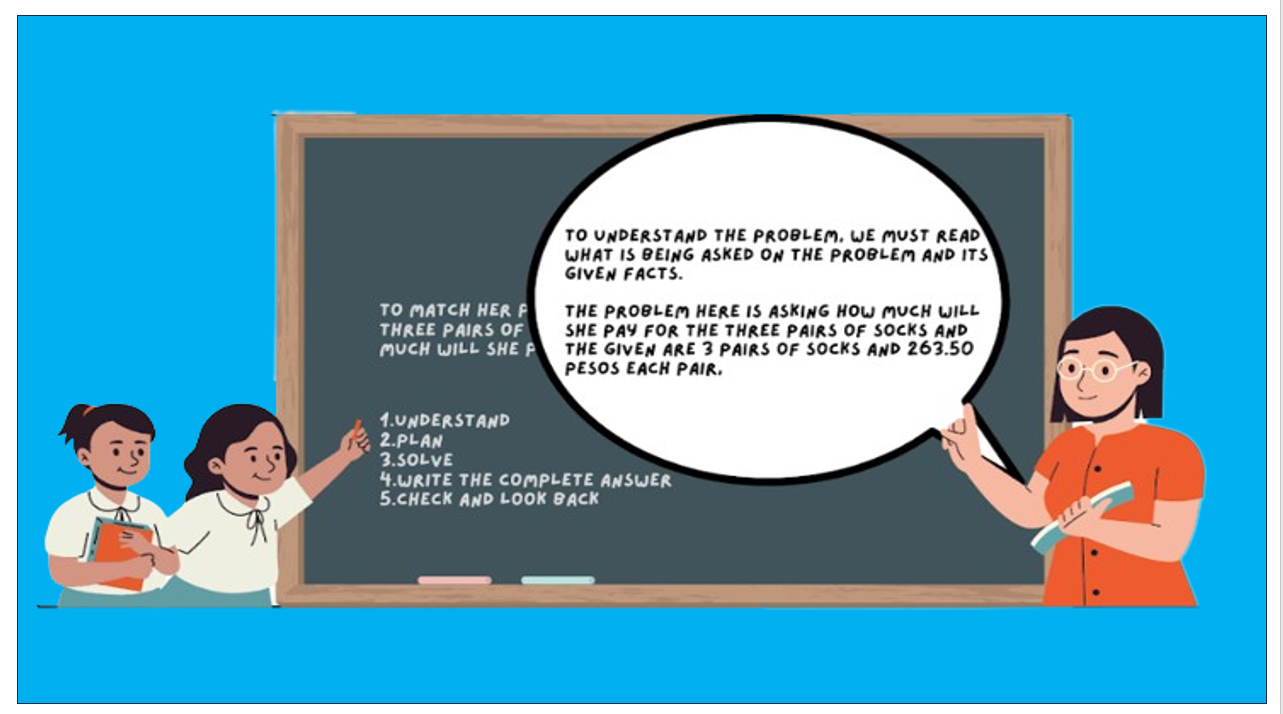 TO UNDERSTAND THE PROBLEM, WE MUST READ
WHAT IS BEING ASKED ON THE PROBLEM AND ITS
GIVEN FACTS.
THE PROBLEM HERE IS ASKING HOW MUCH WILL
SHE PAY FOR THE THREE PAIRS OF SOCKS AND
THE GIVEN ARE 3 PAIRS OF SOCKS AND 263.50
PESOS EACH PAIR.
TO MATCH HER
THREE PAIRS OF
MUCH WILL SHE
1.UNDERSTAND
2.PLAN
3.SOLVE
4.WRITE THE COMPLETE ANSWER
5.CHECK AND LOOK BACK